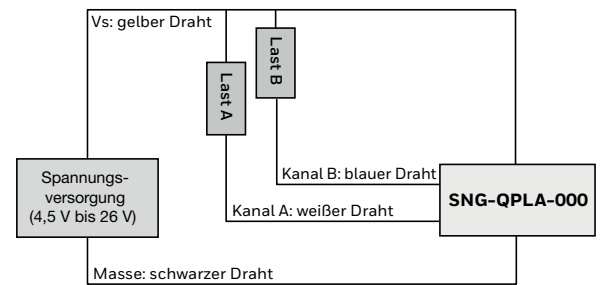 Vs: gelber Draht
Last B
Last A
Kanal B: blauer Draht
Spannungs-
versorgung
(4,5 V bis 26 V)
SNG-QPLA-000
Kanal A: weißer Draht
Masse: schwarzer Draht